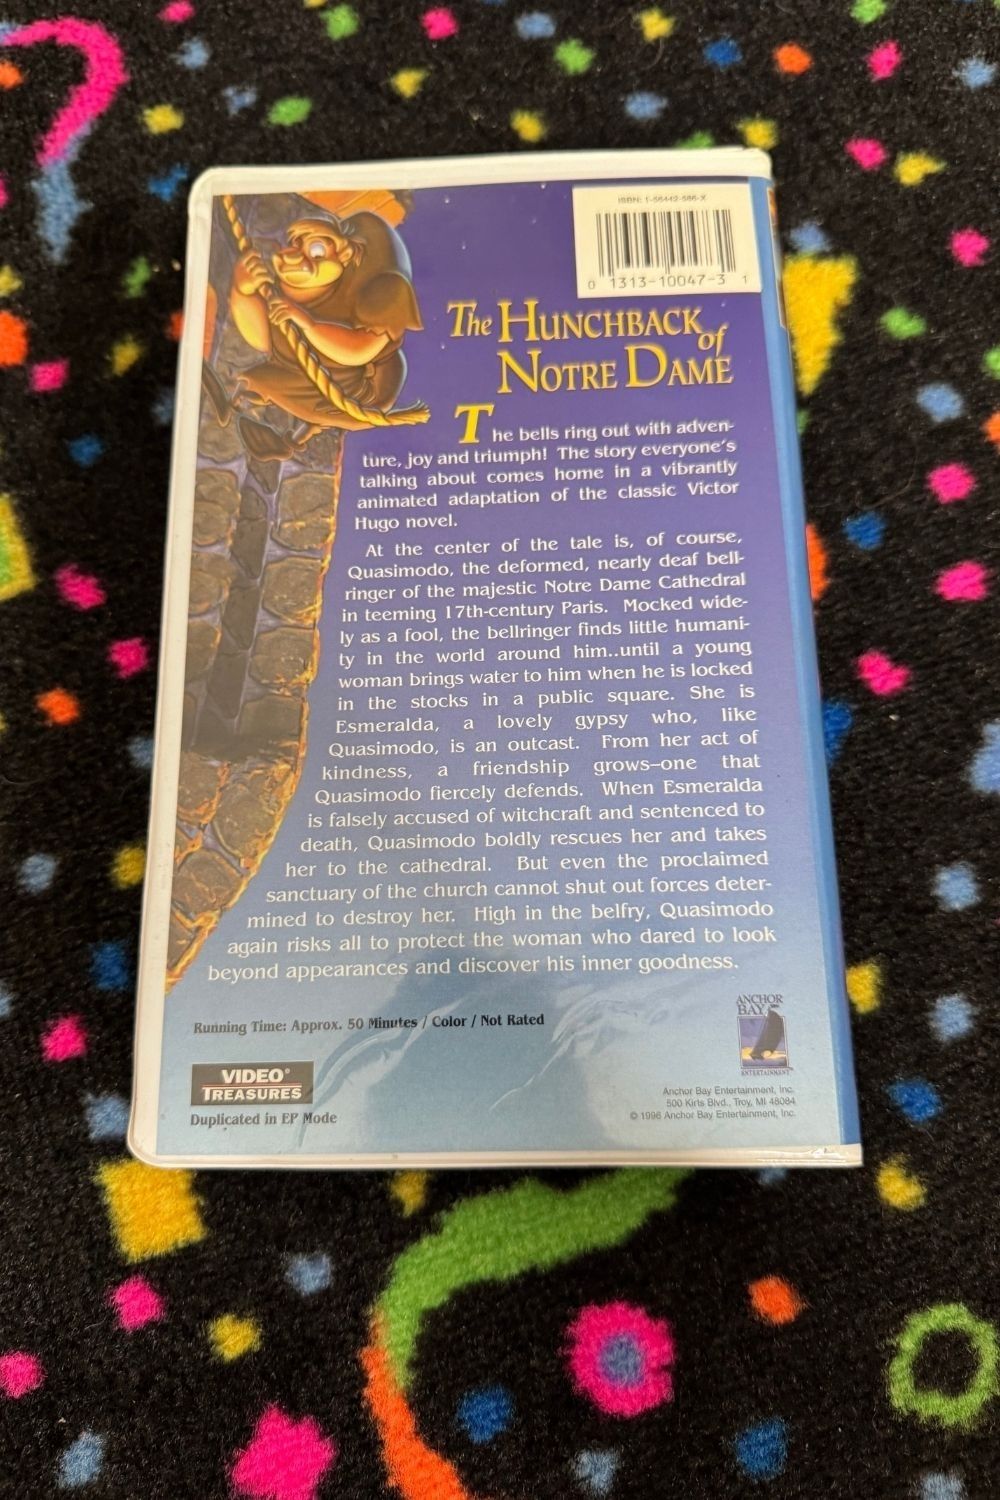 ISBN: 1-56442-586-X
0 1313-10047-3 1
The HUNCHBACK of
NOTRE DAME
The bells ring out with adven-
ture, joy and triumph! The story everyone's
talking about comes home in a vibrantly
animated adaptation of the classic Victor
Hugo novel.
At the center of the tale is, of course,
Quasimodo, the deformed, nearly deaf bell-
ringer of the majestic Notre Dame Cathedral
in teeming 17th-century Paris. Mocked wide-
ly as a fool, the bellringer finds little humani-
ty in the world around him..until a young
woman brings water to him when he is locked
in the stocks in a public square. She is
Esmeralda, a lovely gypsy who, like
Quasimodo, is an outcast. From her act of
kindness, a friendship grows–one that
Quasimodo fiercely defends. When Esmeralda
is falsely accused of witchcraft and sentenced to
death, Quasimodo boldly rescues her and takes
her to the cathedral. But even the proclaimed
sanctuary of the church cannot shut out forces deter-
mined to destroy her. High in the belfry, Quasimodo
again risks all to protect the woman who dared to look
beyond appearances and discover his inner goodness.
Running Time: Approx. 50 Minutes / Color / Not Rated
VIDEO®
TREASURES
Duplicated in EP Mode
ANCHOR
BAY
ENTERTAINMENT™
Anchor Bay Entertainment, Inc.
500 Kirts Blvd., Troy, MI 48084
© 1996 Anchor Bay Entertainment, Inc.